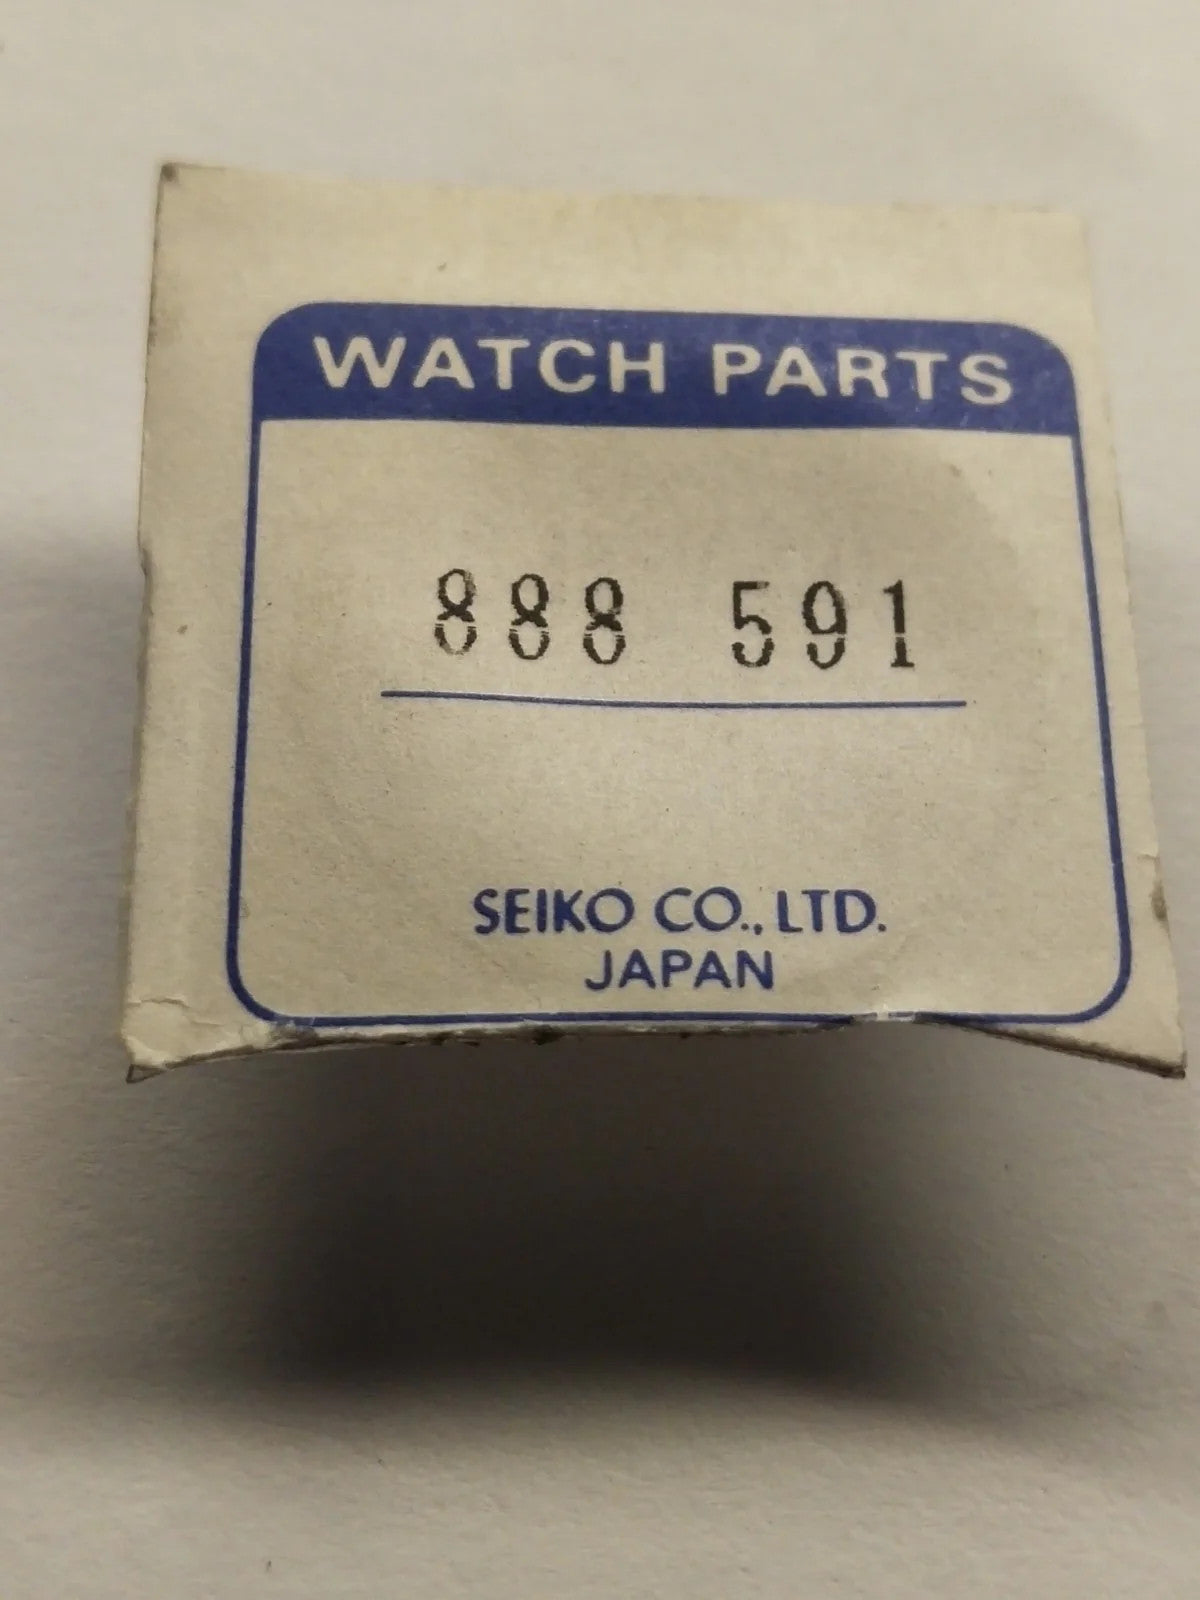 WATCH PARTS
888 591
SEIKO CO., LTD.
JAPAN